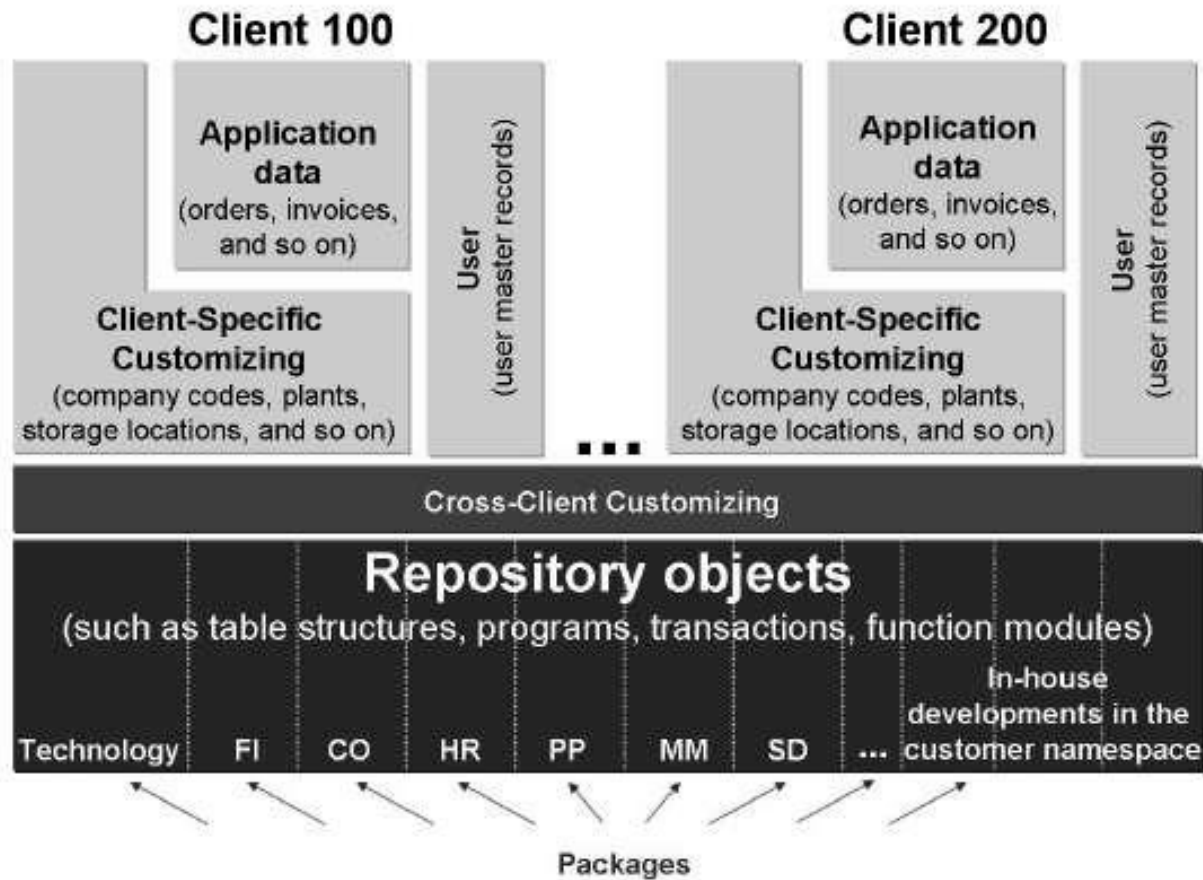 Client 100
Client 200
Application
data
(orders, invoices,
and so on)
User
(user master records)
Client-Specific
Customizing
(company codes, plants,
storage locations, and so on)
...
Application
data
(orders, invoices,
and so on)
User
(user master records)
Client-Specific
Customizing
(company codes, plants,
storage locations, and so on)
Cross-Client Customizing
Repository objects
(such as table structures, programs, transactions, function modules)
Technology
FI
CO
HR
PP
MM
SD
...
In-house
developments in the
customer namespace
Packages